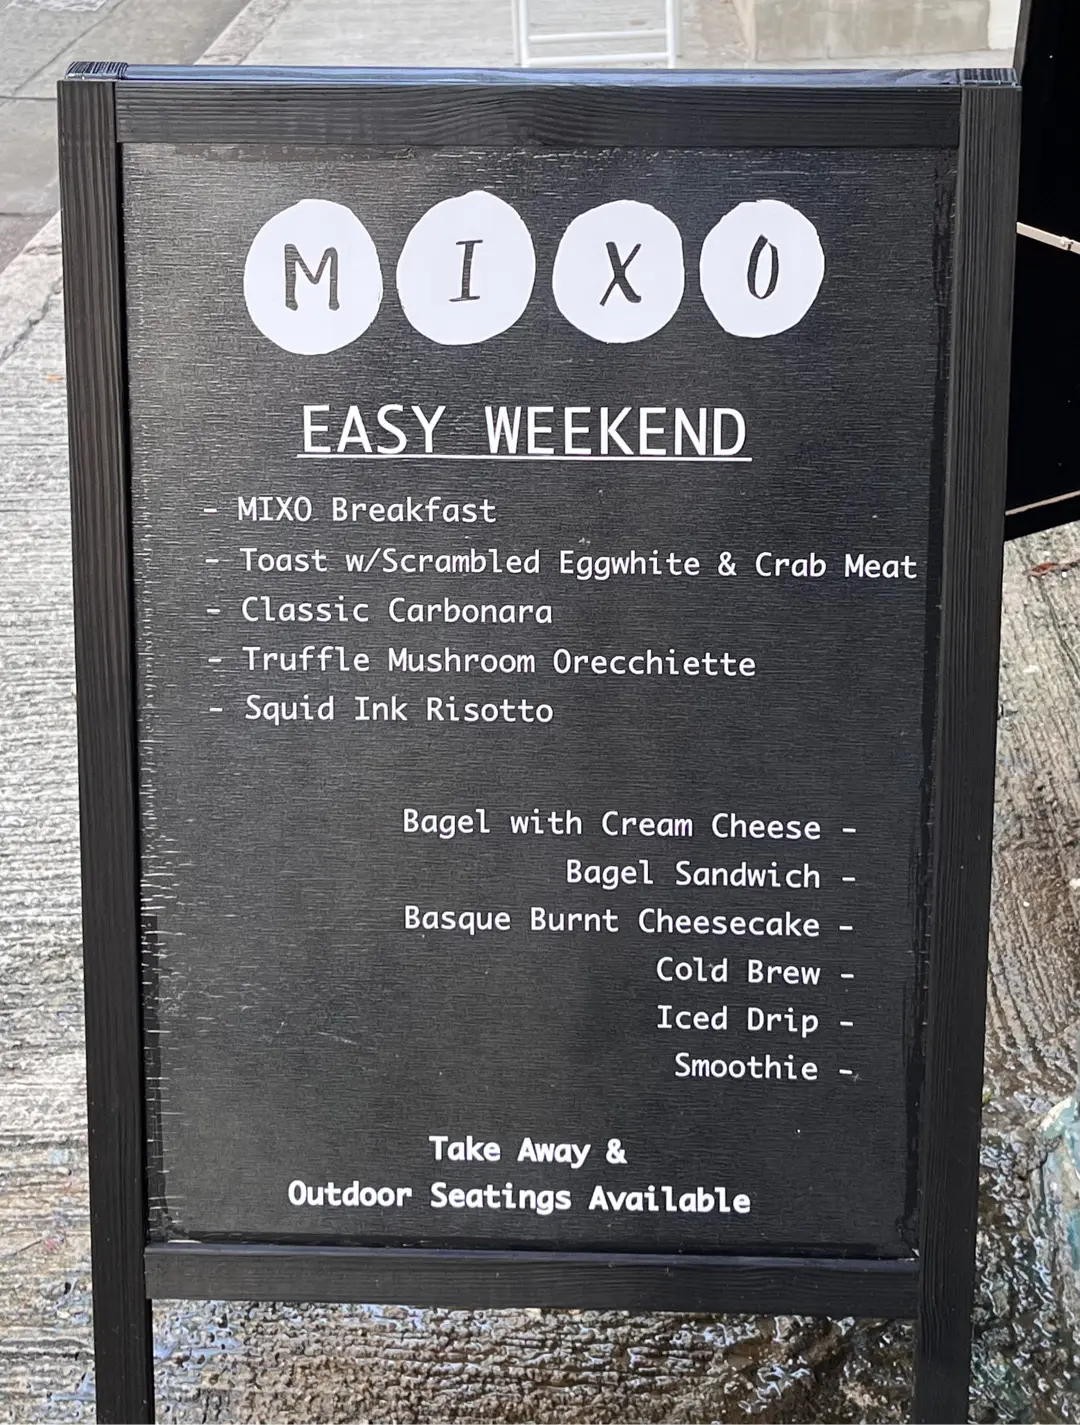 MIXO
EASY WEEKEND
- MIXO Breakfast
- Toast w/Scrambled Eggwhite & Crab Meat
- Classic Carbonara
- Truffle Mushroom Orecchiette
- Squid Ink Risotto
Bagel with Cream Cheese -
Bagel Sandwich -
Basque Burnt Cheesecake -
Cold Brew -
Iced Drip -
Smoothie -
Take Away &
Outdoor Seatings Available